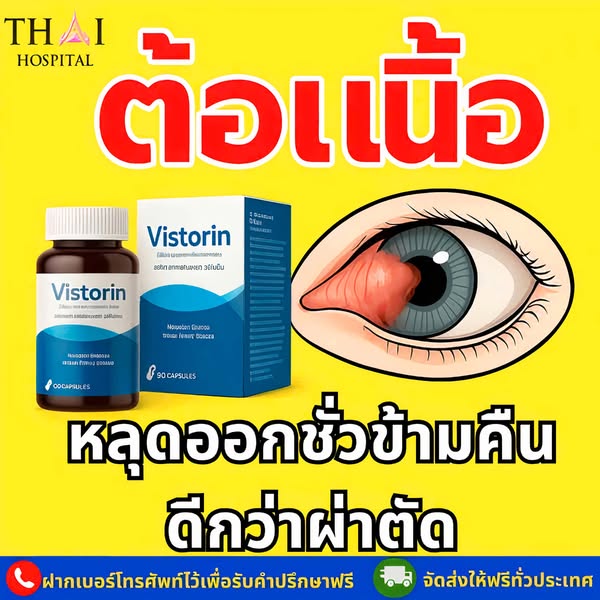 THAI
HOSPITAL
ต้อเนื้อ
Vistorin
90 CAPSULES
Vistorin
CAPSULES
หลุดออกชั่วข้ามคืน
ดีกว่าผ่าตัด
ฝากเบอร์โทรศัพท์ไว้เพื่อรับคำปรึกษาฟรี
จัดส่งให้ฟรีทั่วประเทศ